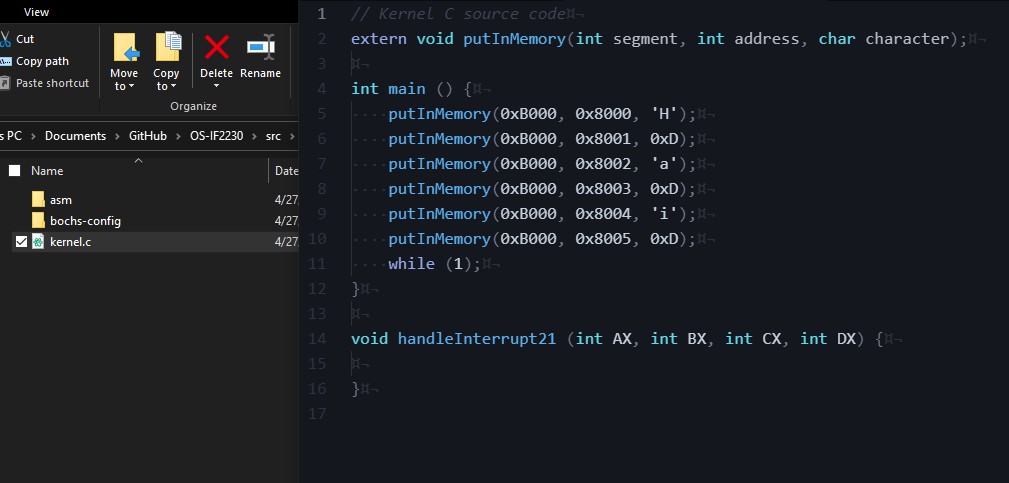 View
Cut
Copy path
Paste shortcut
Move to
Copy to
Delete
Rename
Organize
s PC > Documents > GitHub > OS-IF2230 > src >
Name
Date
asm
4/27
bochs-config
4/27
kernel.c
4/27
1 // Kernel C source code¤¬
2 extern void putInMemory(int segment, int address, char character);¤¬
3 ¤¬
4 int main () {¤¬
5 ····putInMemory(0xB000, 0x8000, 'H');¤¬
6 ····putInMemory(0xB000, 0x8001, 0xD);¤¬
7 ····putInMemory(0xB000, 0x8002, 'a');¤¬
8 ····putInMemory(0xB000, 0x8003, 0xD);¤¬
9 ····putInMemory(0xB000, 0x8004, 'i');¤¬
10 ····putInMemory(0xB000, 0x8005, 0xD);¤¬
11 ····while (1);¤¬
12 }¤¬
13 ¤¬
14 void handleInterrupt21 (int AX, int BX, int CX, int DX) {¤¬
15 ¤¬
16 }¤¬
17